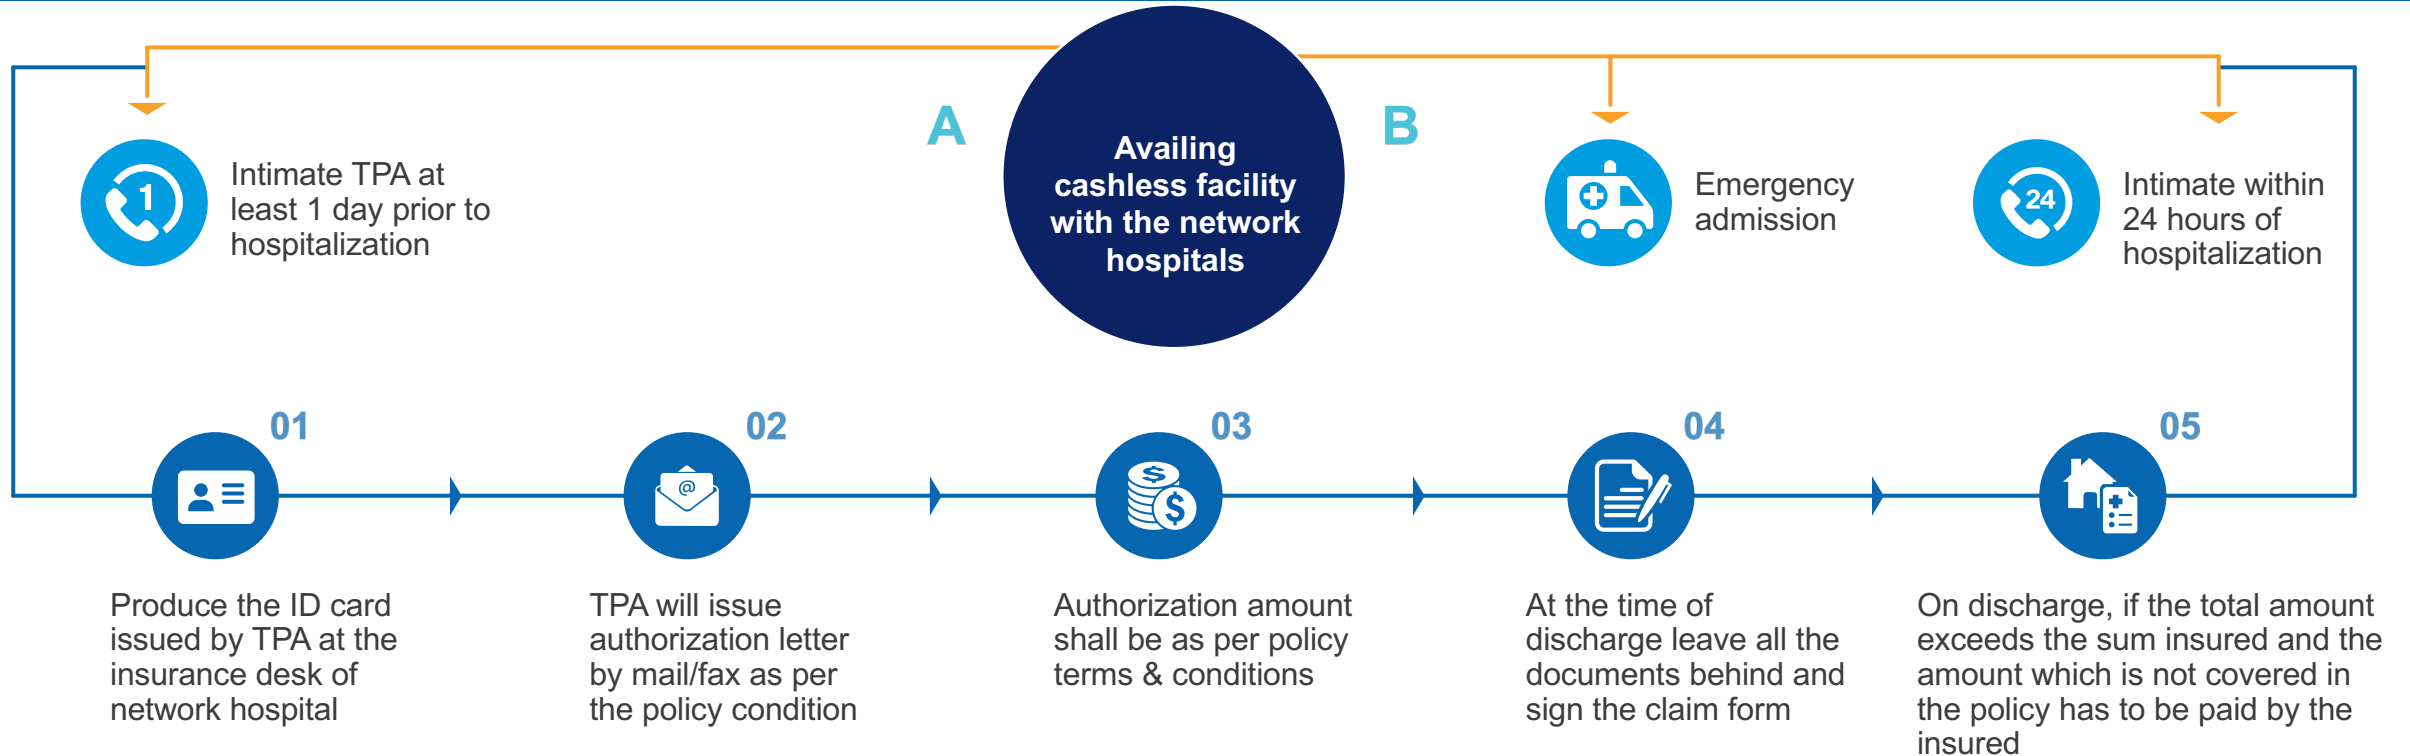 A
Availing
cashless facility
with the network
hospitals
B
1
Intimate TPA at
least 1 day prior to
hospitalization
Emergency
admission
24
Intimate within
24 hours of
hospitalization
01
Produce the ID card
issued by TPA at the
insurance desk of
network hospital
02
@
TPA will issue
authorization letter
by mail/fax as per
the policy condition
03
$
$
Authorization amount
shall be as per policy
terms & conditions
04
At the time of
discharge leave all the
documents behind and
sign the claim form
05
On discharge, if the total amount
exceeds the sum insured and the
amount which is not covered in
the policy has to be paid by the
insured